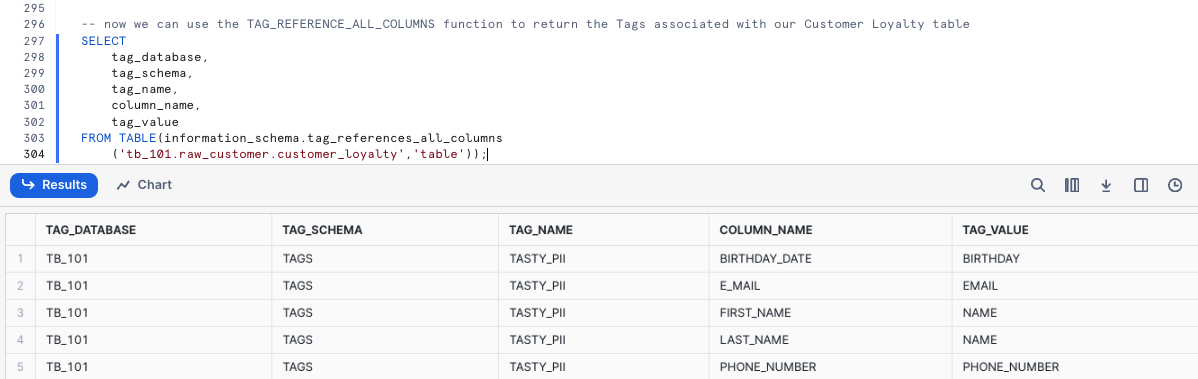 295
296 -- now we can use the TAG_REFERENCE_ALL_COLUMNS function to return the Tags associated with our Customer Loyalty table
297 SELECT
298 tag_database,
299 tag_schema,
300 tag_name,
301 column_name,
302 tag_value
303 FROM TABLE(information_schema.tag_references_all_columns
304 ('tb_101.raw_customer.customer_loyalty','table'));
Results Chart
TAG_DATABASE TAG_SCHEMA TAG_NAME COLUMN_NAME TAG_VALUE
1 TB_101 TAGS TASTY_PII BIRTHDAY_DATE BIRTHDAY
2 TB_101 TAGS TASTY_PII E_MAIL EMAIL
3 TB_101 TAGS TASTY_PII FIRST_NAME NAME
4 TB_101 TAGS TASTY_PII LAST_NAME NAME
5 TB_101 TAGS TASTY_PII PHONE_NUMBER PHONE_NUMBER